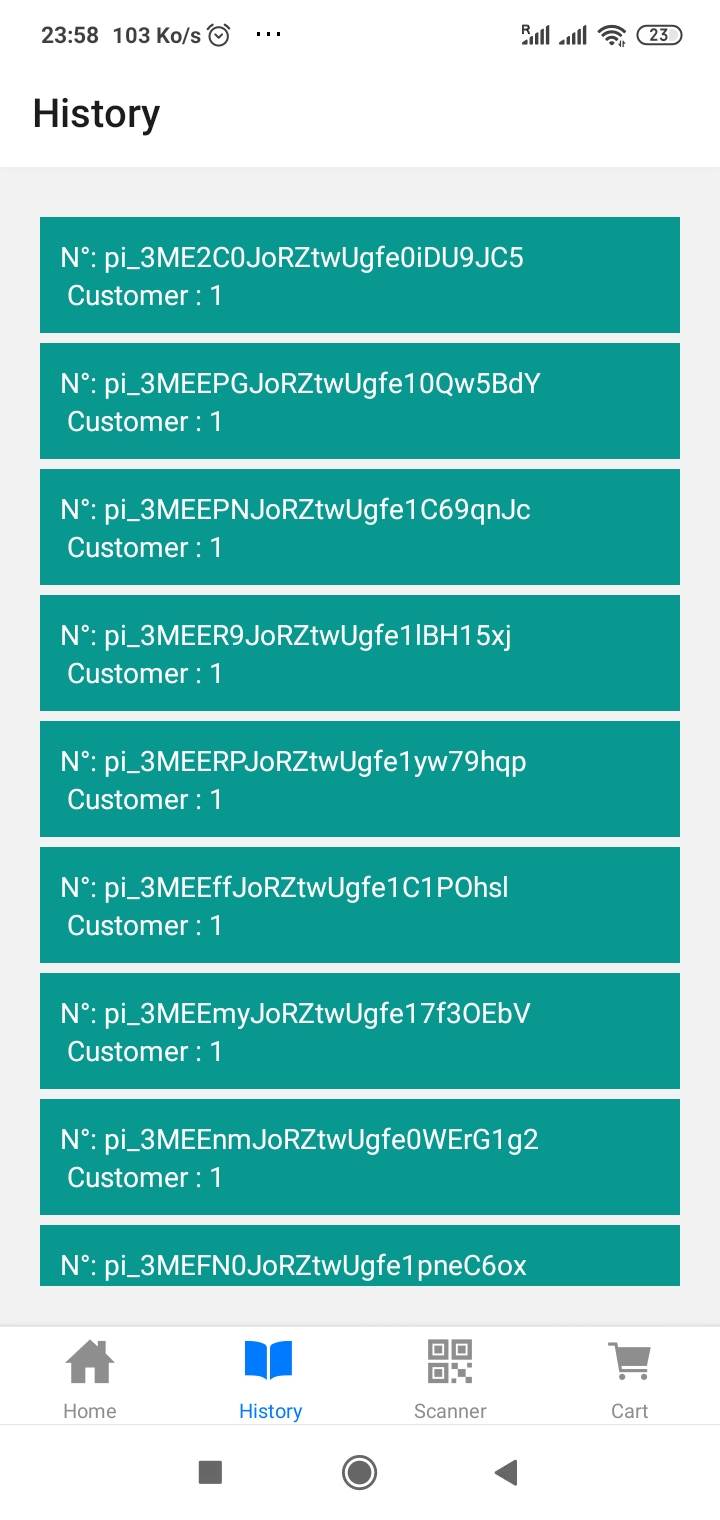 23:58 103 Ko/s ...
R 23
History
N°: pi_3ME2C0JoRZtwUgfe0iDU9JC5
Customer : 1
N°: pi_3MEEPGJoRZtwUgfe10Qw5BdY
Customer : 1
N°: pi_3MEEPNJoRZtwUgfe1C69qnJc
Customer : 1
N°: pi_3MEER9JoRZtwUgfe1lBH15xj
Customer : 1
N°: pi_3MEERPJoRZtwUgfe1yw79hqp
Customer : 1
N°: pi_3MEEffJoRZtwUgfe1C1POhsl
Customer : 1
N°: pi_3MEEmyJoRZtwUgfe17f3OEbV
Customer : 1
N°: pi_3MEEnmJoRZtwUgfe0WErG1g2
Customer : 1
N°: pi_3MEFN0JoRZtwUgfe1pneC6ox
Home History Scanner Cart